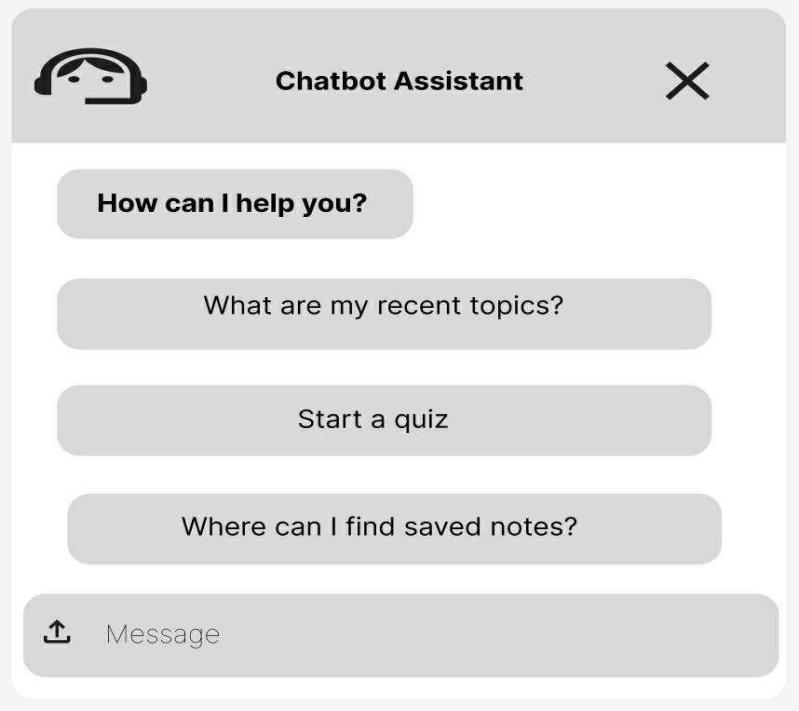 Chatbot Assistant
How can I help you?
What are my recent topics?
Start a quiz
Where can I find saved notes?
Message